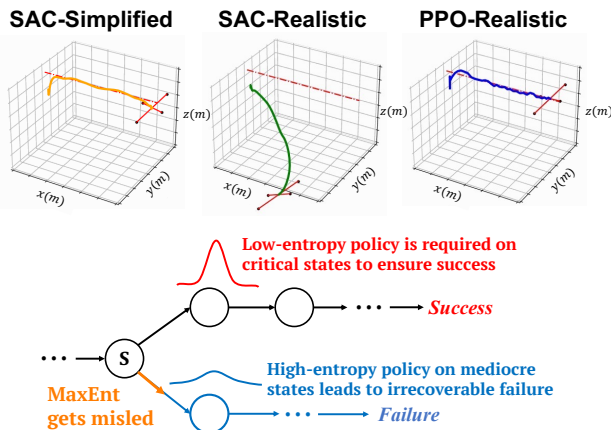 SAC-Simplified
SAC-Realistic
PPO-Realistic
z(m)
x(m)
y(m)
z(m)
x(m)
y(m)
z(m)
x(m)
y(m)
Low-entropy policy is required on
critical states to ensure success
... S ... Success
MaxEnt
gets misled
High-entropy policy on mediocre
states leads to irrecoverable failure
... Failure